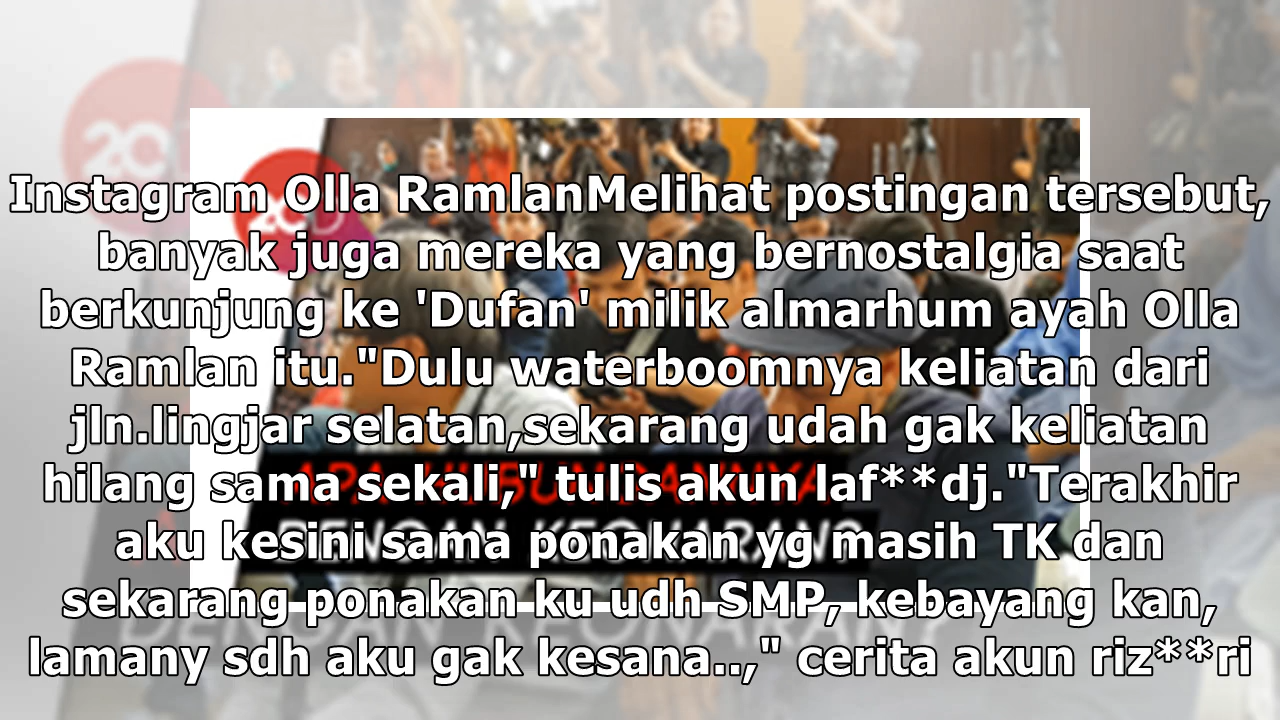 Instagram Olla RamlanMelihat postingan tersebut,
banyak juga mereka yang bernostalgia saat
berkunjung ke 'Dufan' milik almarhum ayah Olla
Ramlan itu."Dulu waterboomnya keliatan dari
jln.lingjar selatan,sekarang udah gak keliatan
hilang sama sekali," tulis akun laf**dj."Terakhir
aku kesini sama ponakan yg masih TK dan
sekarang ponakan ku udh SMP, kebayang kan,
lamany sdh aku gak kesana..," cerita akun riz**ri
20
DENGAN KEONARAN?